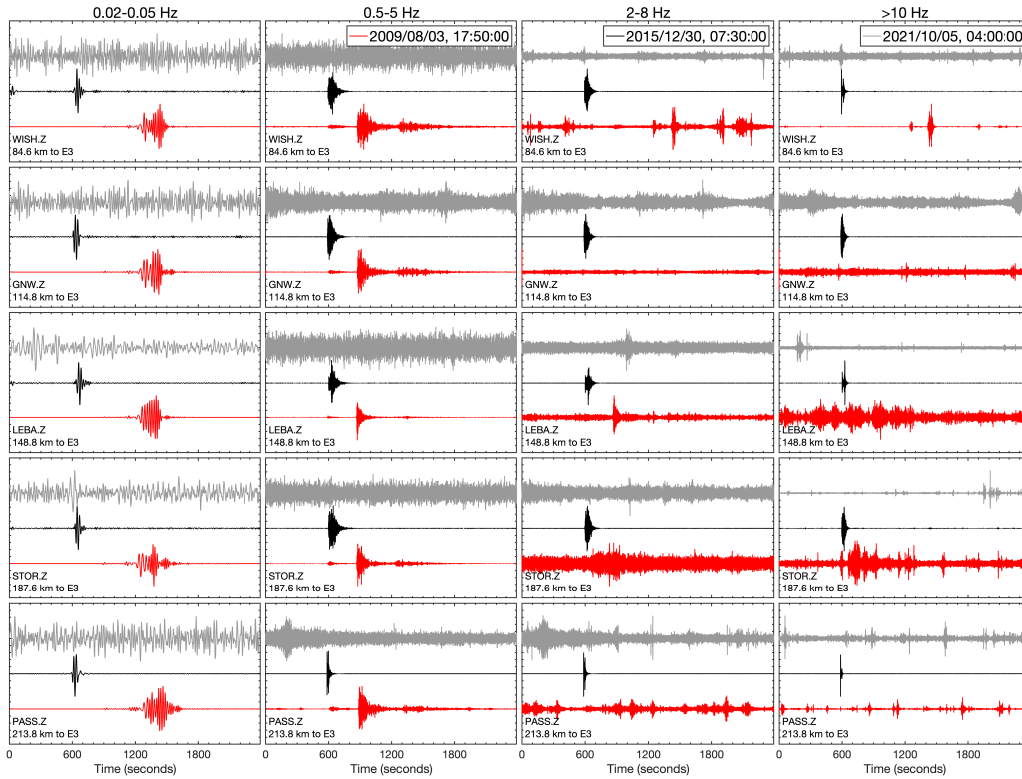 0.02-0.05 Hz
0.5-5 Hz
2-8 Hz
>10 Hz
2009/08/03, 17:50:00
2015/12/30, 07:30:00
2021/10/05, 04:00:00
WISH.Z
84.6 km to E3
WISH.Z
84.6 km to E3
WISH.Z
84.6 km to E3
WISH.Z
84.6 km to E3
GNW.Z
114.8 km to E3
GNW.Z
114.8 km to E3
GNW.Z
114.8 km to E3
GNW.Z
114.8 km to E3
LEBA.Z
148.8 km to E3
LEBA.Z
148.8 km to E3
LEBA.Z
148.8 km to E3
LEBA.Z
148.8 km to E3
STOR.Z
187.6 km to E3
STOR.Z
187.6 km to E3
STOR.Z
187.6 km to E3
STOR.Z
187.6 km to E3
PASS.Z
213.8 km to E3
PASS.Z
213.8 km to E3
PASS.Z
213.8 km to E3
PASS.Z
213.8 km to E3
0 600 1200 1800
600 1200 1800
600 1200 1800
600 1200 1800
Time (seconds)
Time (seconds)
Time (seconds)
Time (seconds)